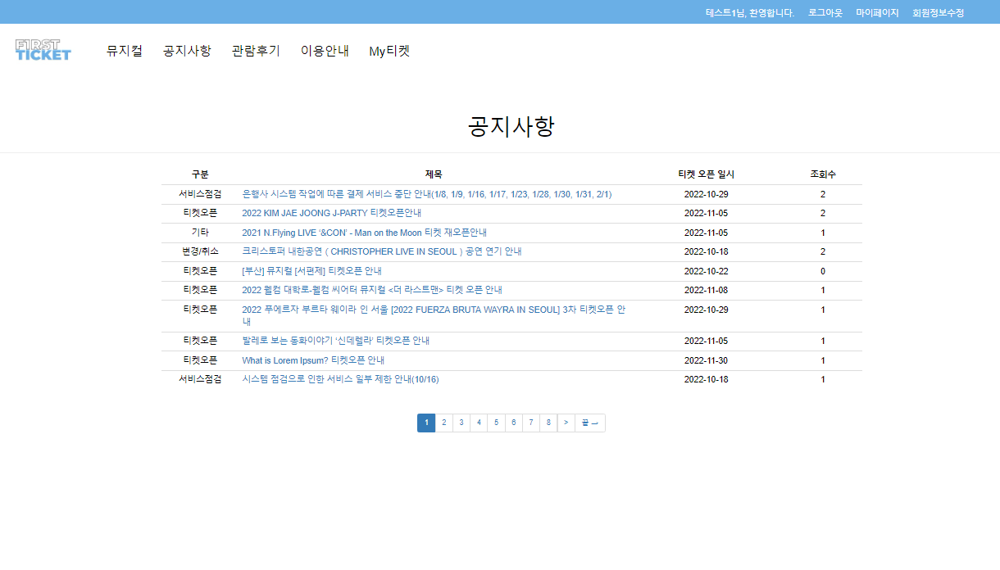 테스트1님, 환영합니다. 로그아웃 마이페이지 회원정보수정
FIRST
TICKET
뮤지컬 공지사항 관람후기 이용안내 My티켓
공지사항
구분 제목 티켓 오픈 일시 조회수
서비스점검 은행사 시스템 작업에 따른 결제 서비스 중단 안내(1/8, 1/9, 1/16, 1/17, 1/23, 1/28, 1/30, 1/31, 2/1) 2022-10-29 2
티켓오픈 2022 KIM JAE JOONG J-PARTY 티켓오픈안내 2022-11-05 2
기타 2021 N.Flying LIVE ‘&CON’ - Man on the Moon 티켓 재오픈안내 2022-11-05 1
변경/취소 크리스토퍼 내한공연 ( CHRISTOPHER LIVE IN SEOUL ) 공연 연기 안내 2022-10-18 2
티켓오픈 [부산] 뮤지컬 [서편제] 티켓오픈 안내 2022-10-22 0
티켓오픈 2022 웰컴 대학로-웰컴 씨어터 뮤지컬 <더 라스트맨> 티켓 오픈 안내 2022-11-08 1
티켓오픈 2022 푸에르자 부르타 웨이라 인 서울 [2022 FUERZA BRUTA WAYRA IN SEOUL] 3차 티켓오픈 안 2022-10-29 1
내
티켓오픈 발레로 보는 동화이야기 ‘신데렐라’ 티켓오픈 안내 2022-11-05 1
티켓오픈 What is Lorem Ipsum? 티켓오픈 안내 2022-11-30 1
서비스점검 시스템 점검으로 인한 서비스 일부 제한 안내(10/16) 2022-10-18 1
1 2 3 4 5 6 7 8 > 끝 →